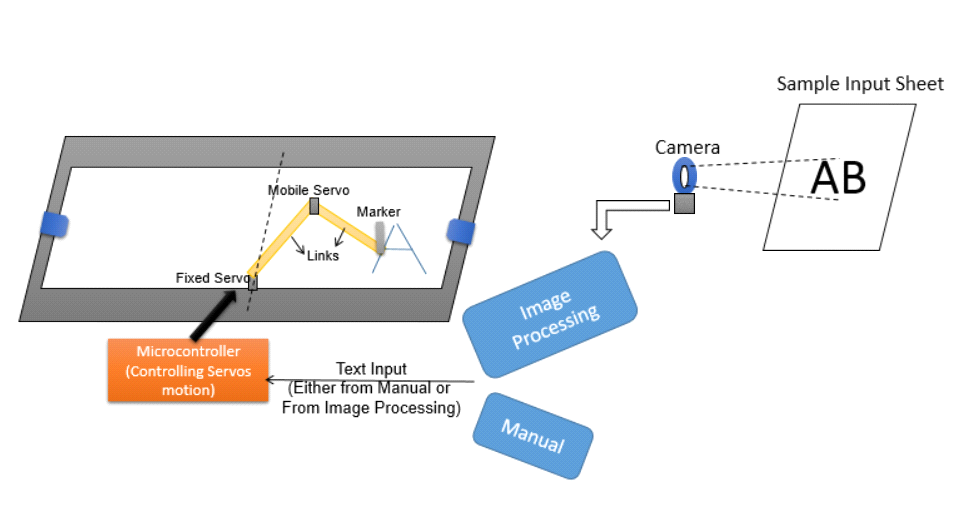 Sample Input Sheet
Camera
AB
Mobile Servo
Marker
Links
Fixed Servo
Image
Processing
Microcontroller
(Controlling Servos
motion)
Text Input
(Either from Manual or
From Image Processing)
Manual
A